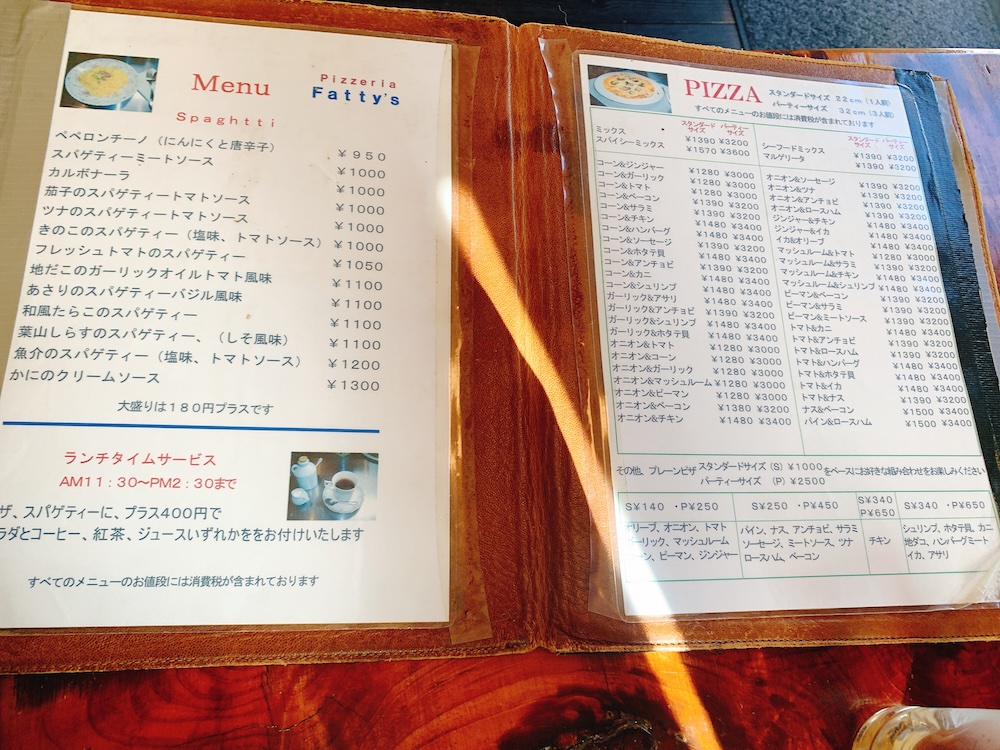 Menu
Pizzeria
Fatty's
Spaghtti
ペペロンチーノ（にんにくと唐辛子） ￥950
スパゲティーミートソース ￥1000
カルボナーラ ￥1000
茄子のスパゲティートマトソース ￥1000
ツナのスパゲティートマトソース ￥1000
きのこのスパゲティー（塩味、トマトソース） ￥1000
フレッシュトマトのスパゲティー ￥1050
地だこのガーリックオイルトマト風味 ￥1100
あさりのスパゲティーバジル風味 ￥1100
和風たらこのスパゲティー ￥1100
葉山しらすのスパゲティー、（しそ風味） ￥1100
魚介のスパゲティー（塩味、トマトソース） ￥1200
かにのクリームソース ￥1300
大盛りは１８０円プラスです
ランチタイムサービス
AM11：30〜PM2：30まで
ザ、スパゲティーに、プラス400円で
ラダとコーヒー、紅茶、ジュースいずれかををお付けいたします
すべてのメニューのお値段には消費税が含まれております
PIZZA
スタンダードサイズ 22cm（1人前）
パーティーサイズ 32cm（3人前）
すべてのメニューのお値段には消費税が含まれております
スタンダードサイズ パーティーサイズ
ミックス ￥1390 ￥3200
スパイシーミックス ￥1570 ￥3600
スタンダードサイズ パーティーサイズ
シーフードミックス ￥1390 ￥3200
マルゲリータ ￥1390 ￥3200
コーン&ジンジャー ￥1280 ￥3000
コーン&ガーリック ￥1280 ￥3000
コーン&トマト ￥1280 ￥3000
コーン&ベーコン ￥1390 ￥3200
コーン&サラミ ￥1390 ￥3200
コーン&チキン ￥1480 ￥3400
コーン&ハンバーグ ￥1480 ￥3400
コーン&ソーセージ ￥1390 ￥3200
コーン&ホタテ貝 ￥1480 ￥3400
コーン&アンチョビ ￥1390 ￥3200
コーン&カニ ￥1480 ￥3400
コーン&シュリンプ ￥1480 ￥3400
ガーリック&アサリ ￥1480 ￥3400
ガーリック&アンチョビ ￥1390 ￥3200
ガーリック&シュリンプ ￥1480 ￥3400
ガーリック&ホタテ貝 ￥1480 ￥3400
オニオン&トマト ￥1280 ￥3000
オニオン&コーン ￥1280 ￥3000
オニオン&ガーリック ￥1280 ￥3000
オニオン&マッシュルーム ￥1280 ￥3000
オニオン&ピーマン ￥1280 ￥3000
オニオン&ベーコン ￥1380 ￥3200
オニオン&チキン ￥1480 ￥3400
オニオン&ソーセージ ￥1390 ￥3200
オニオン&ツナ ￥1390 ￥3200
オニオン&アンチョビ ￥1390 ￥3200
オニオン&ロースハム ￥1390 ￥3200
ジンジャー&チキン ￥1480 ￥3400
ジンジャー&イカ ￥1480 ￥3400
イカ&オリーブ ￥1480 ￥3400
マッシュルーム&トマト ￥1280 ￥3000
マッシュルーム&サラミ ￥1390 ￥3200
マッシュルーム&チキン ￥1480 ￥3400
マッシュルーム&シュリンプ ￥1480 ￥3400
ピーマン&ベーコン ￥1390 ￥3200
ピーマン&サラミ ￥1390 ￥3200
ピーマン&ミートソース ￥1390 ￥3200
トマト&カニ ￥1480 ￥3400
トマト&アンチョビ ￥1390 ￥3200
トマト&ロースハム ￥1390 ￥3200
トマト&ハンバーグ ￥1480 ￥3400
トマト&ホタテ貝 ￥1480 ￥3400
トマト&イカ ￥1480 ￥3400
トマト&ナス ￥1390 ￥3200
ナス&ベーコン ￥1500 ￥3400
パイン&ロースハム ￥1500 ￥3400
その他、プレーンピザ スタンダードサイズ（S）￥1000 をベースにお好きな組み合わせをお楽しみください
パーティーサイズ （P）￥2500
S￥140 ・P￥250
リーブ、オニオン、トマト
ーリック、マッシュルーム
ン、ピーマン、ジンジャー
S￥250 ・P￥450
パイン、ナス、アンチョビ、サラミ
ソーセージ、ミートソース、ツナ
ロースハム、ベーコン
S￥340
P￥650
チキン
S￥340 ・P￥650
シュリンプ、ホタテ貝、カニ
地ダコ、ハンバーグミート
イカ、アサリ